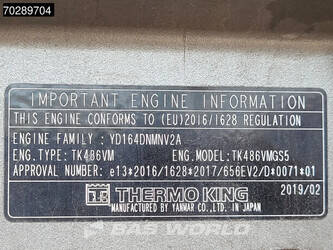 70289704
IMPORTANT ENGINE INFORMATION
THIS ENGINE CONFORMS TO (EU)2016/1628 REGULATION
ENGINE FAMILY : YD164DNMNV2A
ENG.TYPE: TK486VM ENG.MODEL:TK486VMGS5
APPROVAL NUMBER: e13*2016/1628*2017/656EV2/D*0071*01
THERMO KING 2019/02
MANUFACTURED BY YANMAR CO.,LTD. IN JAPAN
BAS WORLD